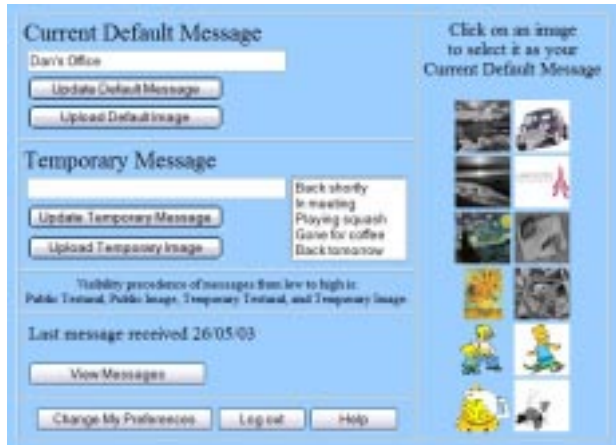 Current Default Message
Dan's Office
Update Default Message
Upload Default Image
Temporary Message
Update Temporary Message
Upload Temporary Image
Back shortly
In meeting
Playing squash
Gone for coffee
Back tomorrow
Visibility precedence of messages from low to high is:
Public Textual, Public Image, Temporary Textual, and Temporary Image
Last message received 26/05/03
View Messages
Change My Preferences
Log out
Help
Click on an image
to select it as your
Current Default Message